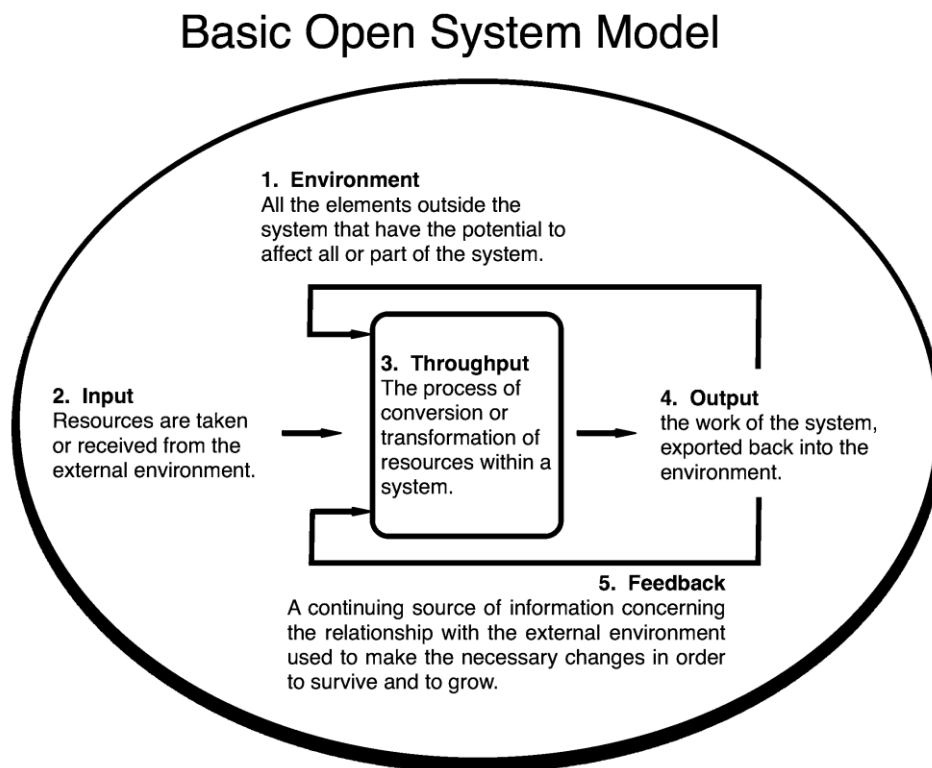 Basic Open System Model
1. Environment
All the elements outside the
system that have the potential to
affect all or part of the system.
2. Input
Resources are taken
or received from the
external environment.
3. Throughput
The process of
conversion or
transformation of
resources within a
system.
4. Output
the work of the system,
exported back into the
environment.
5. Feedback
A continuing source of information concerning
the relationship with the external environment
used to make the necessary changes in order
to survive and to grow.